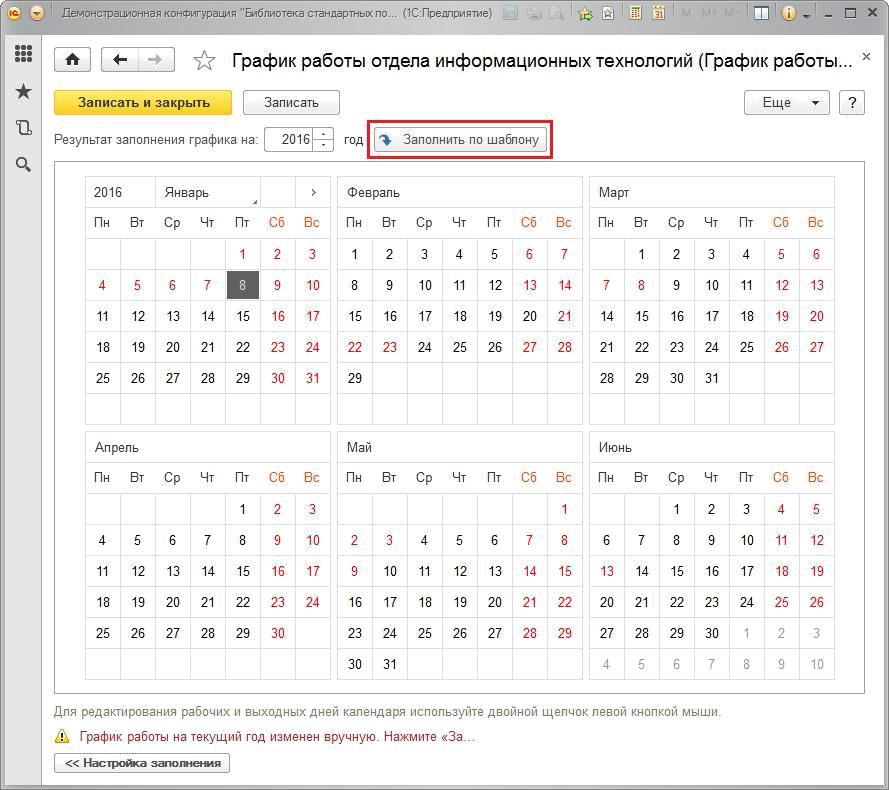 Демонстрационная конфигурация "Библиотека стандартных по... (1С:Предприятие)
M M+ M- 31
График работы отдела информационных технологий (График работы...
Записать и закрыть Записать Еще ?
Результат заполнения графика на: 2016 год Заполнить по шаблону
2016 Январь > Февраль Март
Пн Вт Ср Чт Пт Сб Вс Пн Вт Ср Чт Пт Сб Вс Пн Вт Ср Чт Пт Сб Вс
1 2 3 1 2 3 4 5 6 7 1 2 3 4 5 6
4 5 6 7 8 9 10 8 9 10 11 12 13 14 7 8 9 10 11 12 13
11 12 13 14 15 16 17 15 16 17 18 19 20 21 14 15 16 17 18 19 20
18 19 20 21 22 23 24 22 23 24 25 26 27 28 21 22 23 24 25 26 27
25 26 27 28 29 30 31 29 28 29 30 31
Апрель Май Июнь
Пн Вт Ср Чт Пт Сб Вс Пн Вт Ср Чт Пт Сб Вс Пн Вт Ср Чт Пт Сб Вс
1 2 3 1 1 2 3 4 5
4 5 6 7 8 9 10 2 3 4 5 6 7 8 6 7 8 9 10 11 12
11 12 13 14 15 16 17 9 10 11 12 13 14 15 13 14 15 16 17 18 19
18 19 20 21 22 23 24 16 17 18 19 20 21 22 20 21 22 23 24 25 26
25 26 27 28 29 30 23 24 25 26 27 28 29 27 28 29 30 1 2 3
30 31 4 5 6 7 8 9 10
Для редактирования рабочих и выходных дней календаря используйте двойной щелчок левой кнопкой мыши.
График работы на текущий год изменен вручную. Нажмите «За...
<< Настройка заполнения